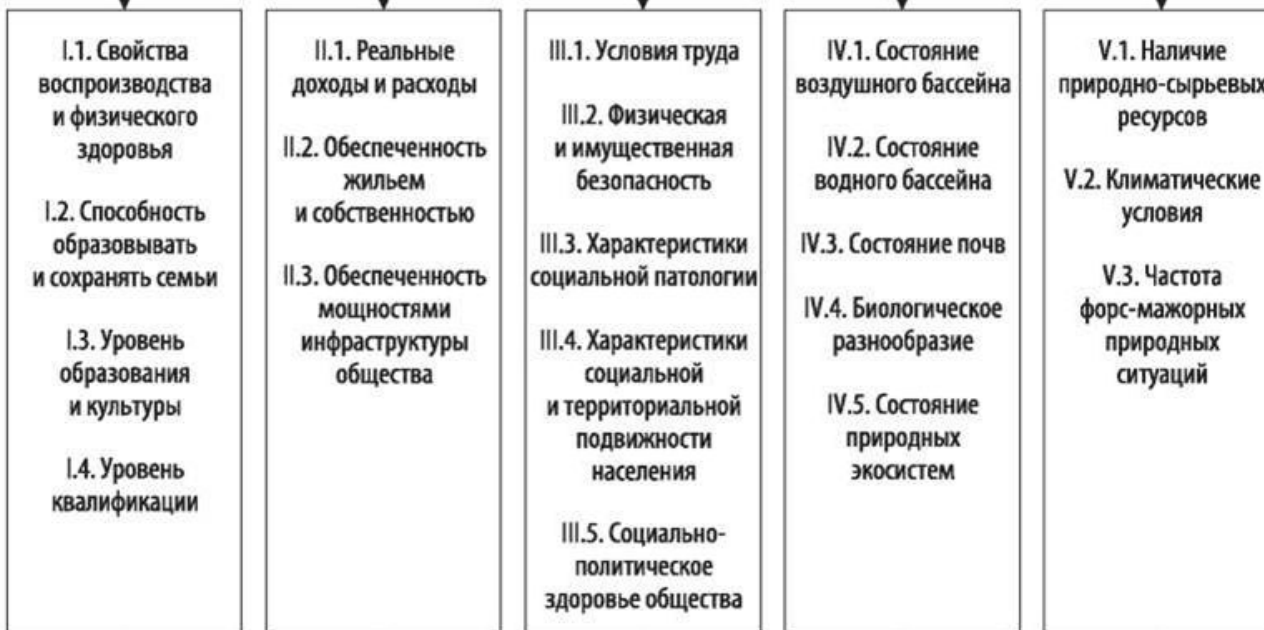 I.1. Свойства
воспроизводства
и физического
здоровья
I.2. Способность
образовывать
и сохранять семьи
I.3. Уровень
образования
и культуры
I.4. Уровень
квалификации
II.1. Реальные
доходы и расходы
II.2. Обеспеченность
жильем
и собственностью
II.3. Обеспеченность
мощностями
инфраструктуры
общества
III.1. Условия труда
III.2. Физическая
и имущественная
безопасность
III.3. Характеристики
социальной патологии
III.4. Характеристики
социальной
и территориальной
подвижности
населения
III.5. Социально-
политическое
здоровье общества
IV.1. Состояние
воздушного бассейна
IV.2. Состояние
водного бассейна
IV.3. Состояние почв
IV.4. Биологическое
разнообразие
IV.5. Состояние
природных
экосистем
V.1. Наличие
природно-сырьевых
ресурсов
V.2. Климатические
условия
V.3. Частота
форс-мажорных
природных
ситуаций